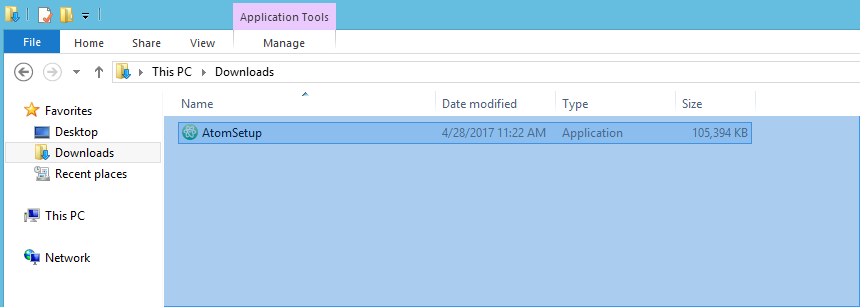 Application Tools
File Home Share View Manage
This PC Downloads
Name Date modified Type Size
Favorites
Desktop
Downloads
Recent places
This PC
Network
AtomSetup 4/28/2017 11:22 AM Application 105,394 KB